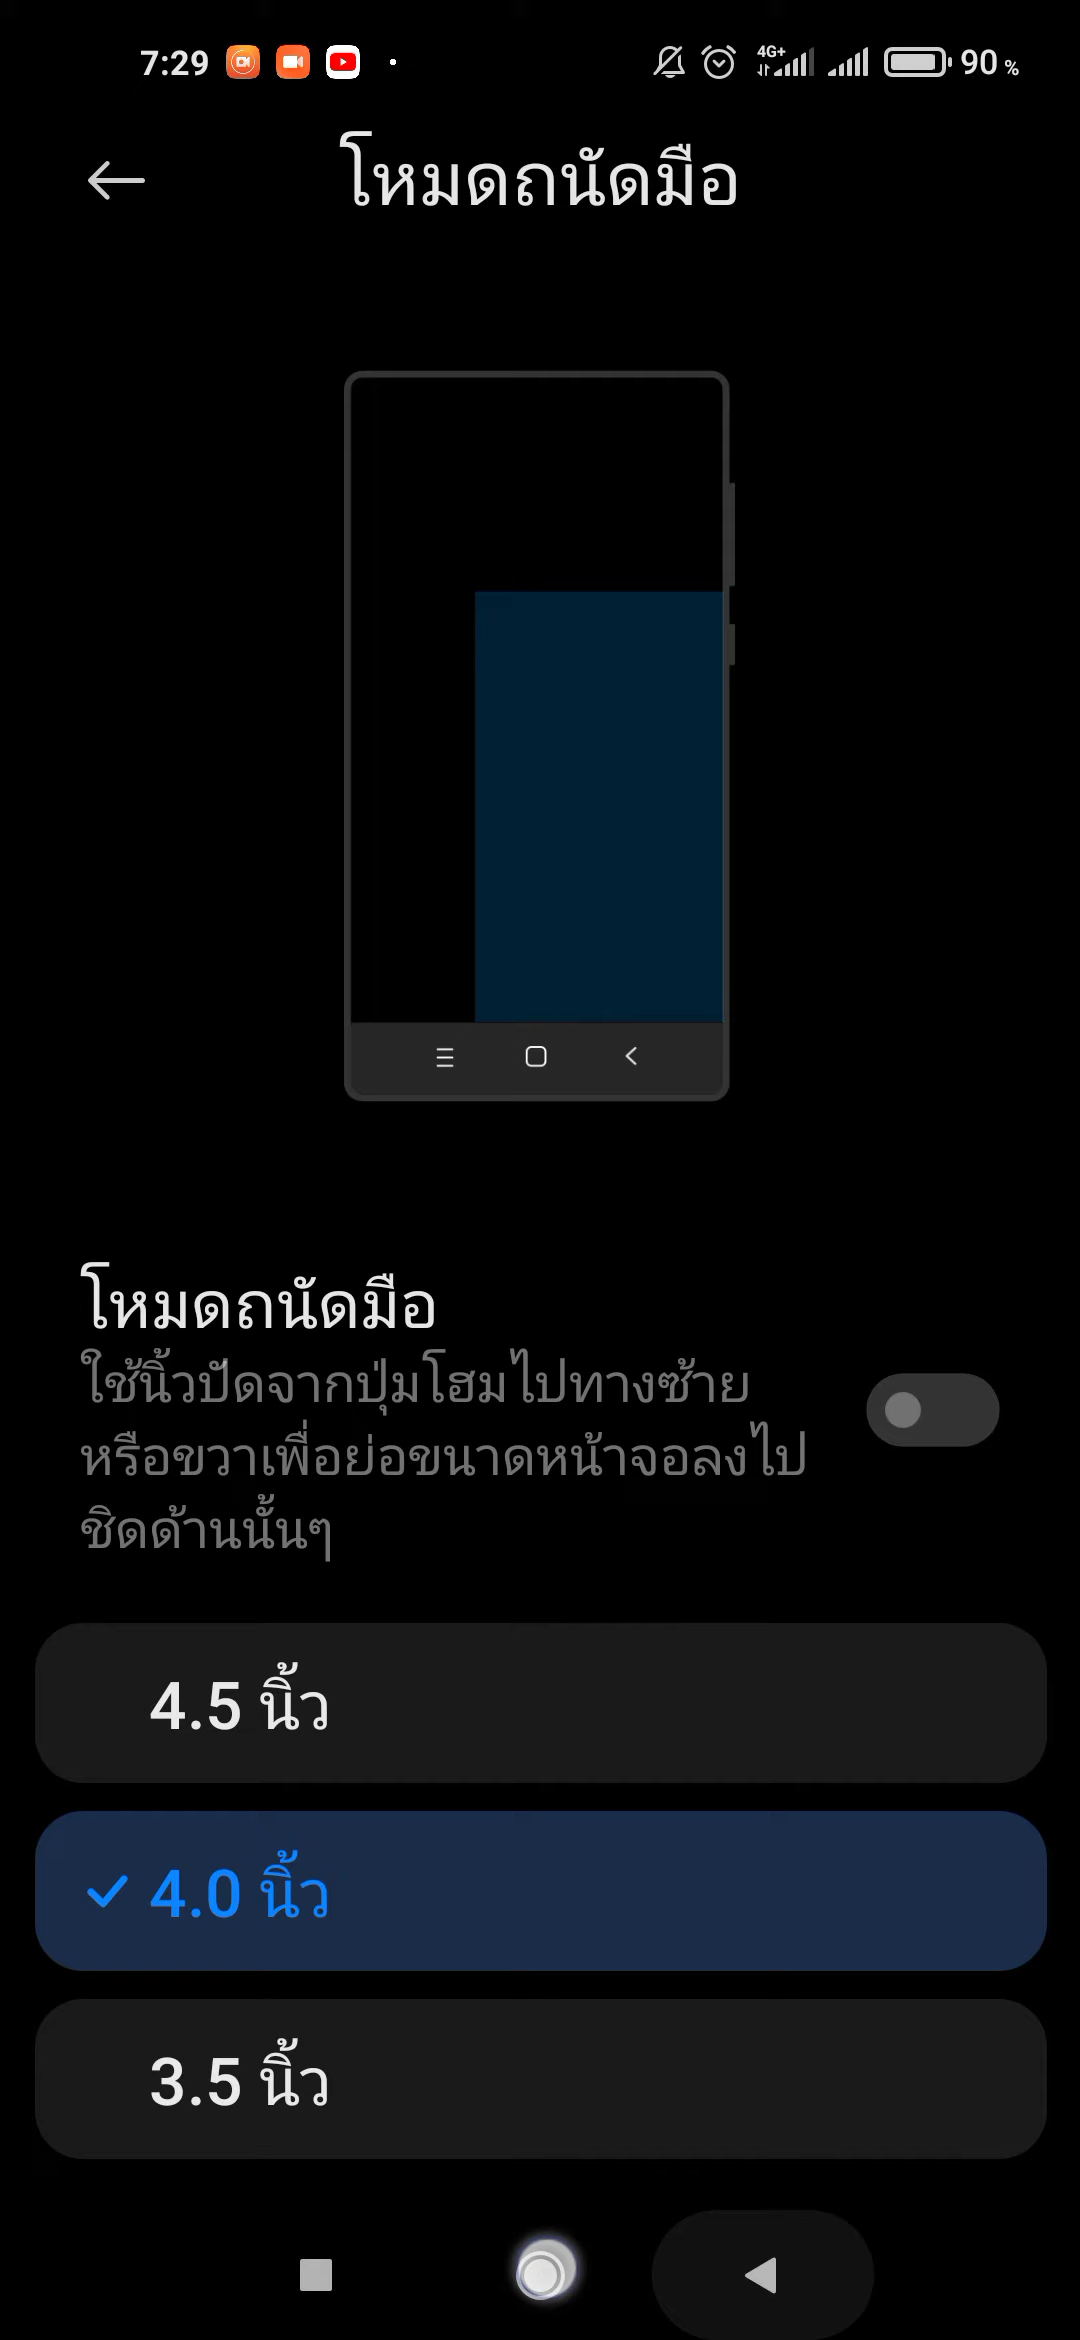 7:29
4G+
90 %
โหมดถนัดมือ
โหมดถนัดมือ
ใช้นิ้วปัดจากปุ่มโฮมไปทางซ้าย
หรือขวาเพื่อย่อขนาดหน้าจอลงไป
ชิดด้านนั้นๆ
4.5 นิ้ว
4.0 นิ้ว
3.5 นิ้ว